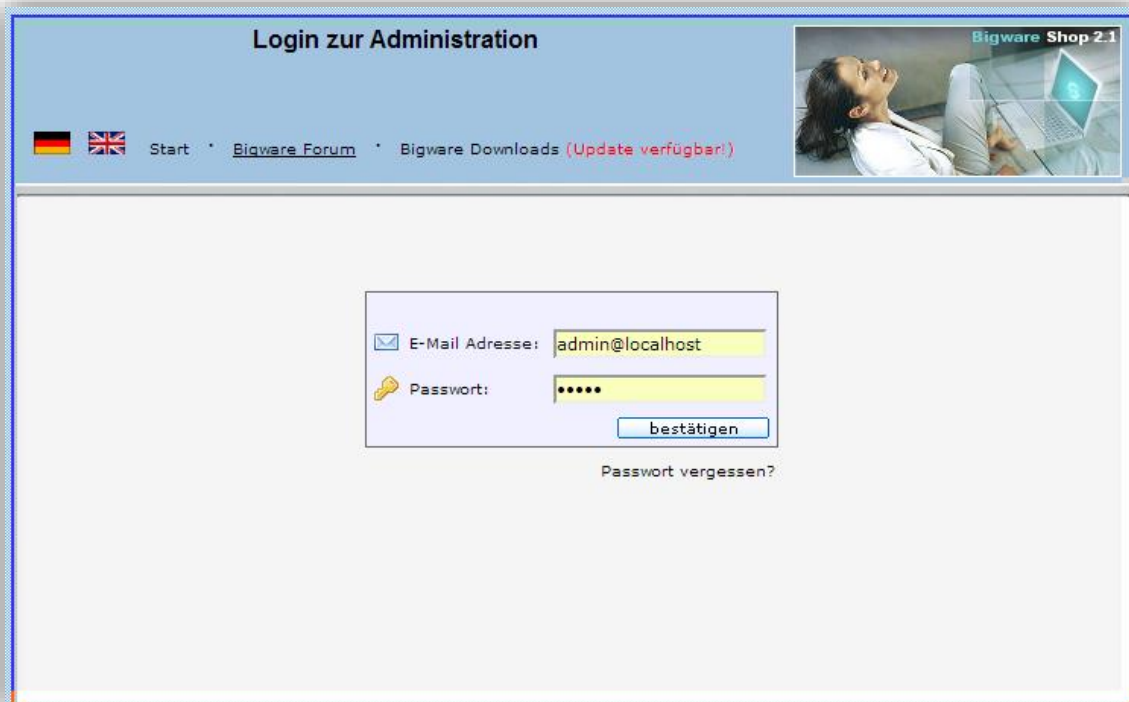 Login zur Administration
Bigware Shop 2.1
Start · Bigware Forum · Bigware Downloads (Update verfügbar!)
E-Mail Adresse: admin@localhost
Passwort: •••••
bestätigen
Passwort vergessen?